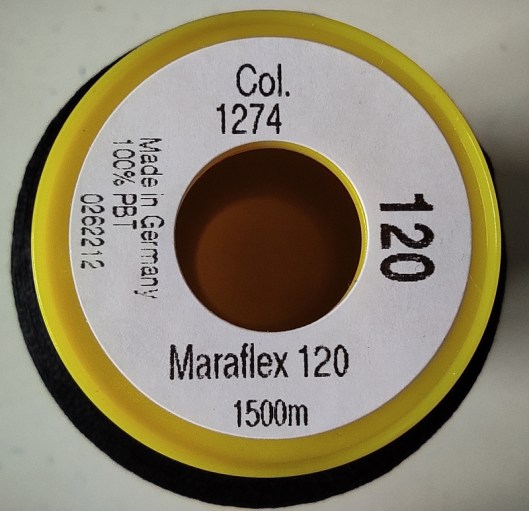 Col.
1274
120
Maraflex 120
1500m
Made in Germany
100% PBT
0262212